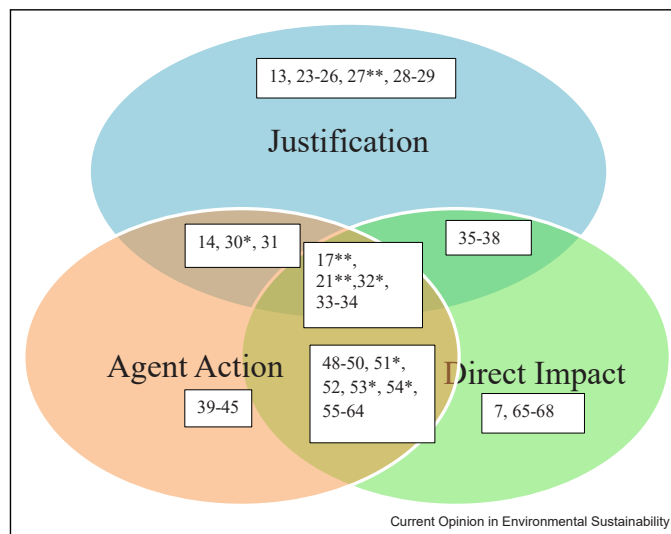 13, 23-26, 27**, 28-29
Justification
14, 30*, 31
35-38
17**,
21**,32*,
33-34
Agent Action
Direct Impact
48-50, 51*,
52, 53*, 54*,
55-64
39-45
7, 65-68
Current Opinion in Environmental Sustainability